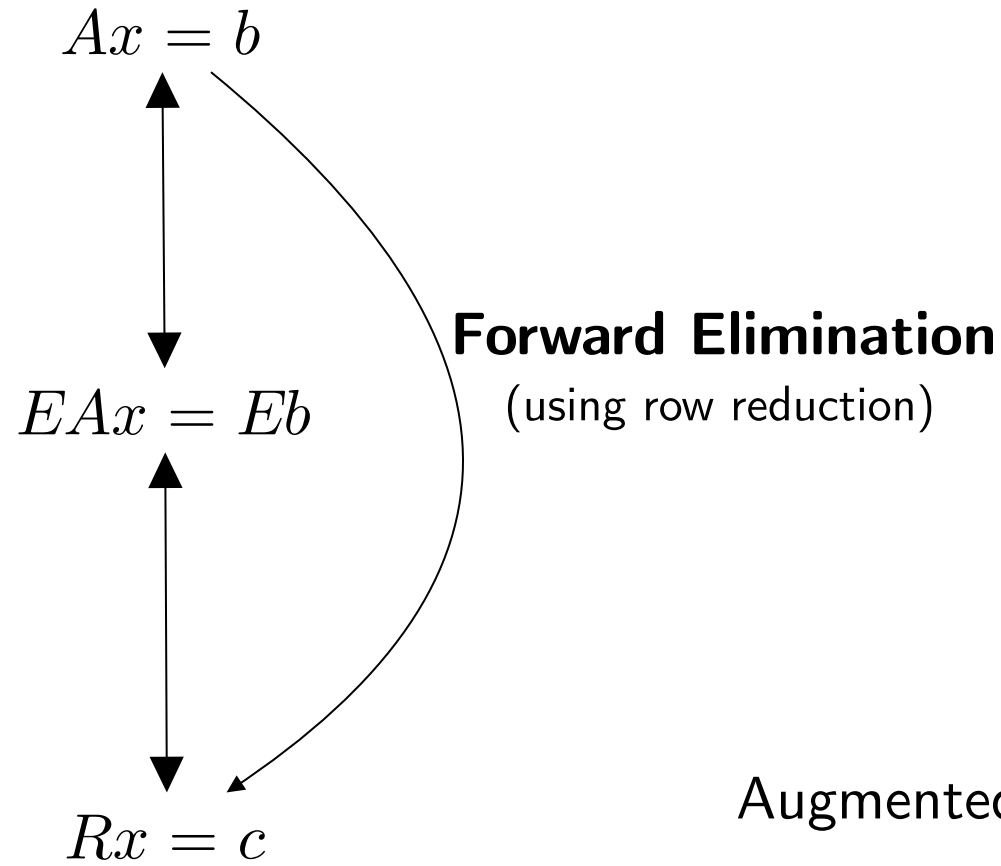 Ax = b
Forward Elimination
(using row reduction)
EAx = Eb
Rx = c